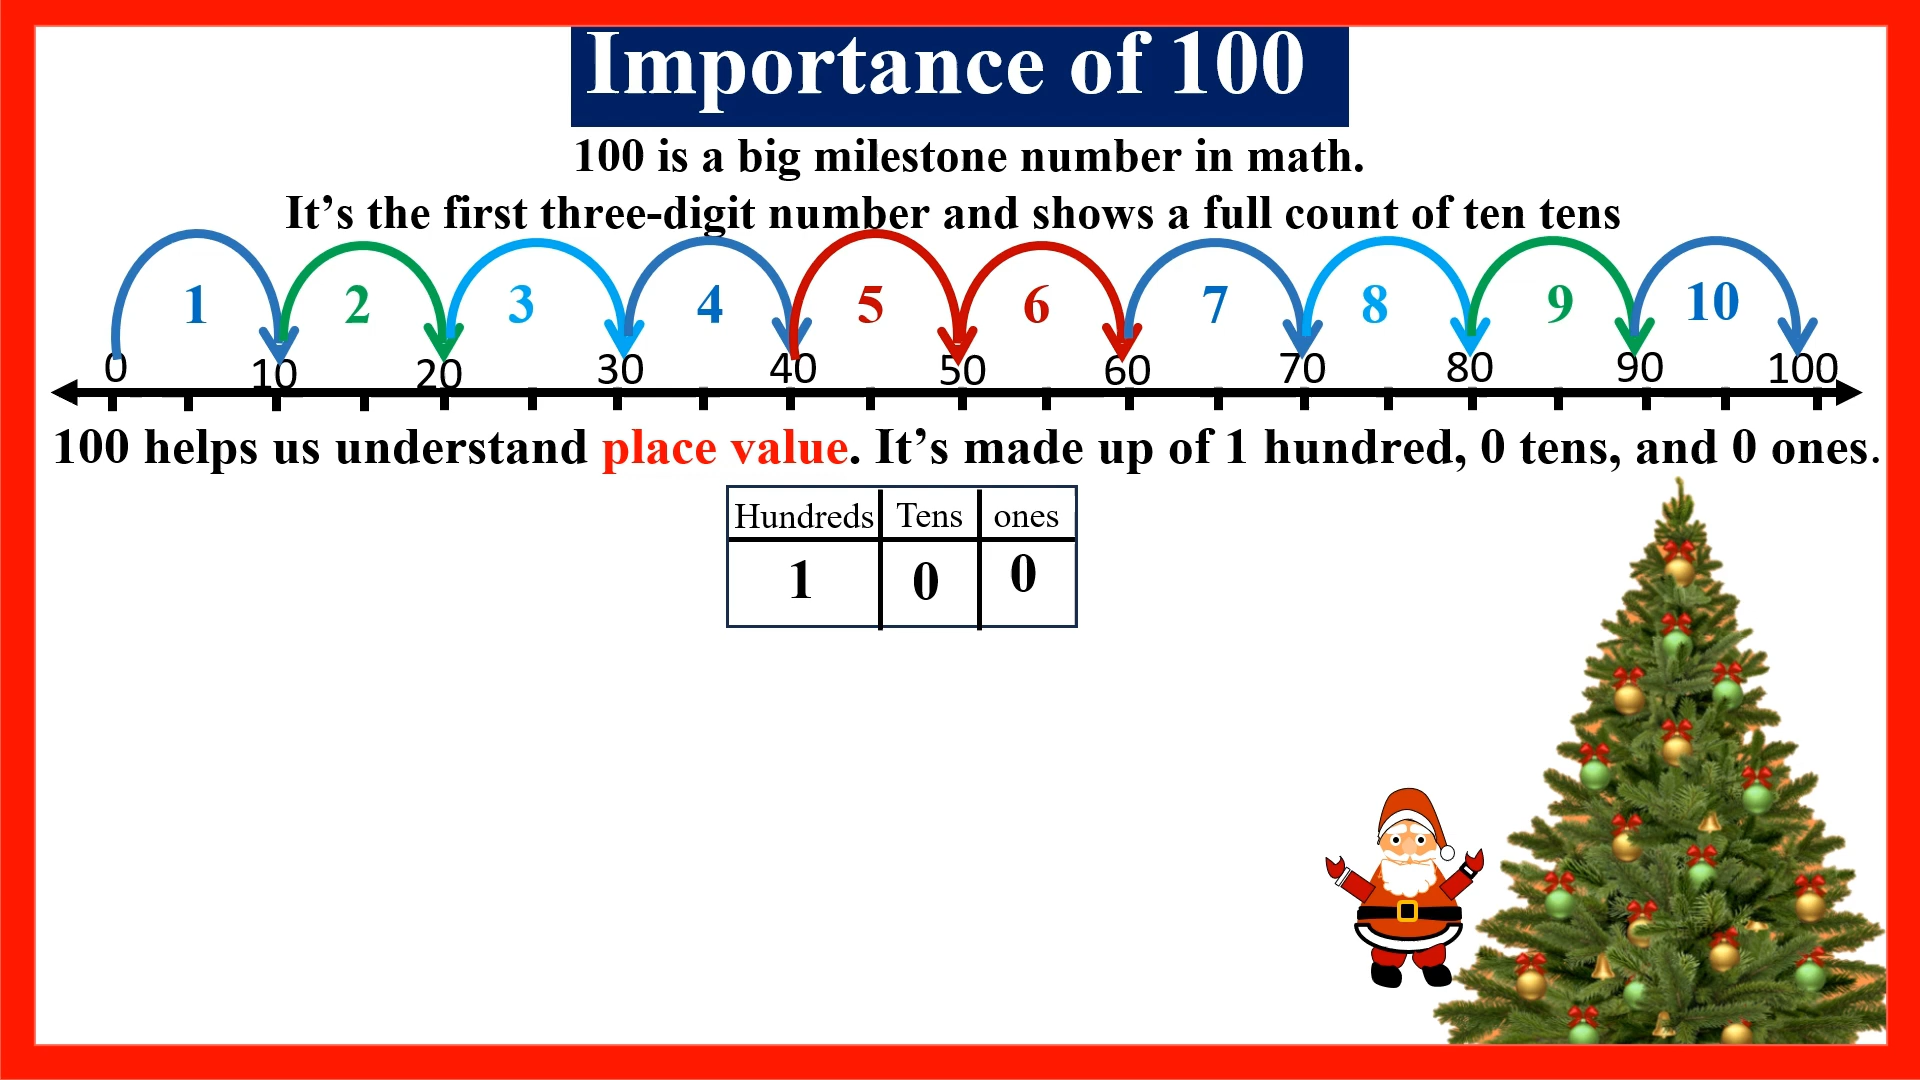 Importance of 100
100 is a big milestone number in math.
It’s the first three-digit number and shows a full count of ten tens
1 2 3 4 5 6 7 8 9 10
0 10 20 30 40 50 60 70 80 90 100
100 helps us understand place value. It’s made up of 1 hundred, 0 tens, and 0 ones.
Hundreds Tens ones
1 0 0